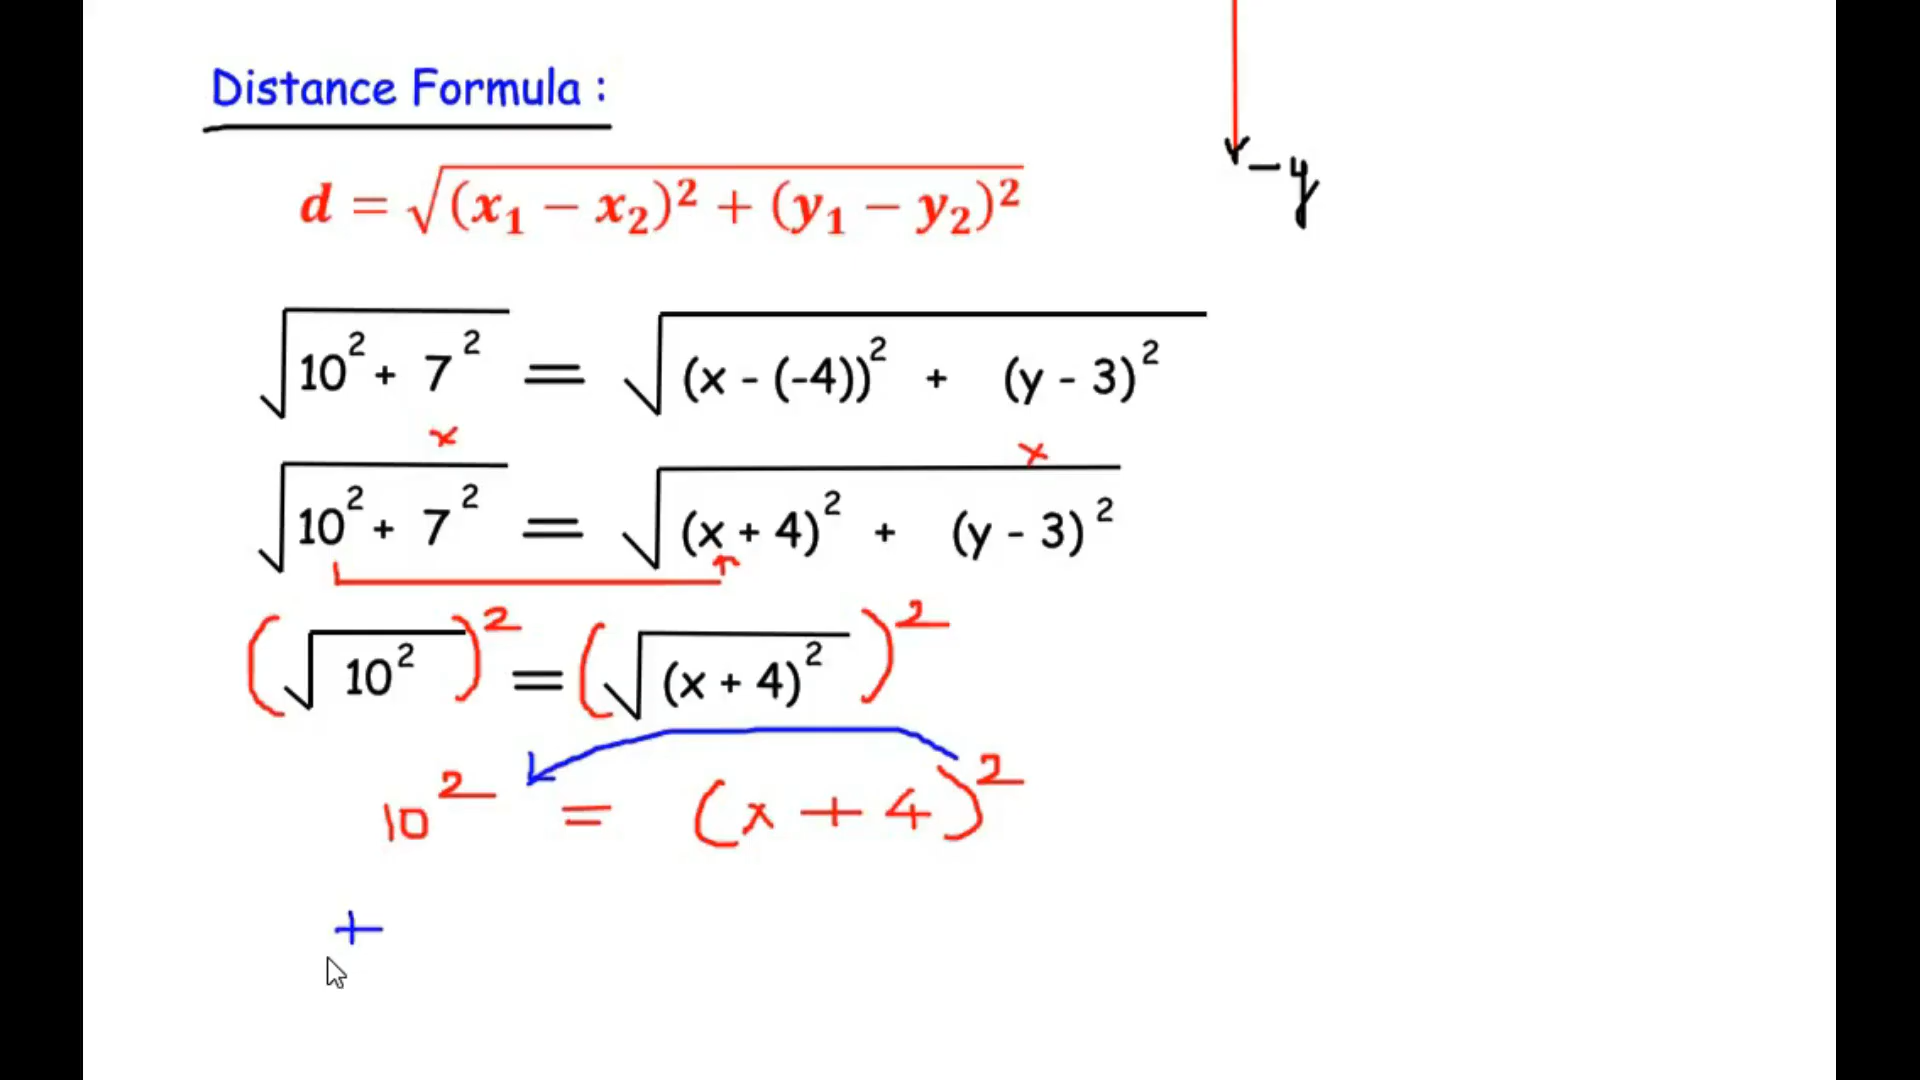 Distance Formula :
-y
d = √((x₁ − x₂)² + (y₁ − y₂)²)
√(10² + 7²) = √((x - (-4))² + (y - 3)²)
x x
√(10² + 7²) = √((x + 4)² + (y - 3)²)
(√(10²))² = (√((x + 4)²))²
10² = (x + 4)²
+